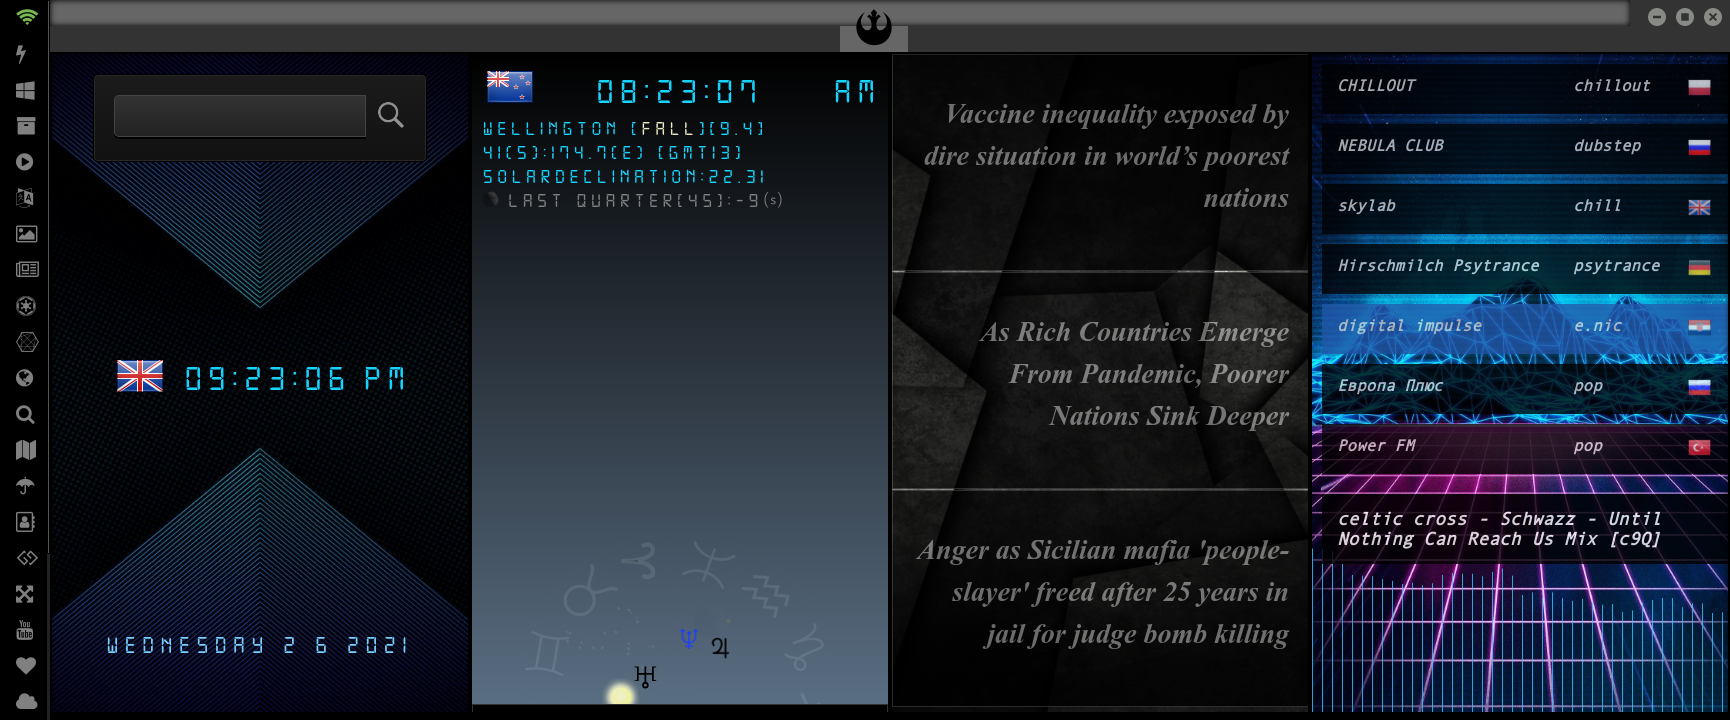 09:23:06 PM
WEDNESDAY 2 6 2021
08:23:07 AM
WELLINGTON [FALL][9.4]
41(S):174.7(E) [GMT13]
SOLARDECLINATION:22.31
LAST QUARTER[45]:-9(s)
Vaccine inequality exposed by
dire situation in world’s poorest
nations
As Rich Countries Emerge
From Pandemic, Poorer
Nations Sink Deeper
Anger as Sicilian mafia 'people-
slayer' freed after 25 years in
jail for judge bomb killing
CHILLOUT chillout
NEBULA CLUB dubstep
skylab chill
Hirschmilch Psytrance psytrance
digital impulse e.nic
Европа Плюс pop
Power FM pop
celtic cross - Schwazz - Until
Nothing Can Reach Us Mix [c9Q]
You
Tube